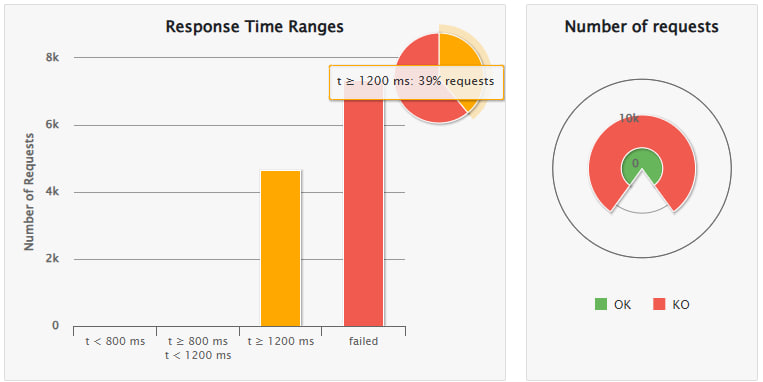 Response Time Ranges
Number of Requests
8k
6k
4k
2k
0
t < 800 ms
t ≥ 800 ms
t < 1200 ms
t ≥ 1200 ms
failed
t ≥ 1200 ms: 39% requests
Number of requests
10k
0
OK
KO